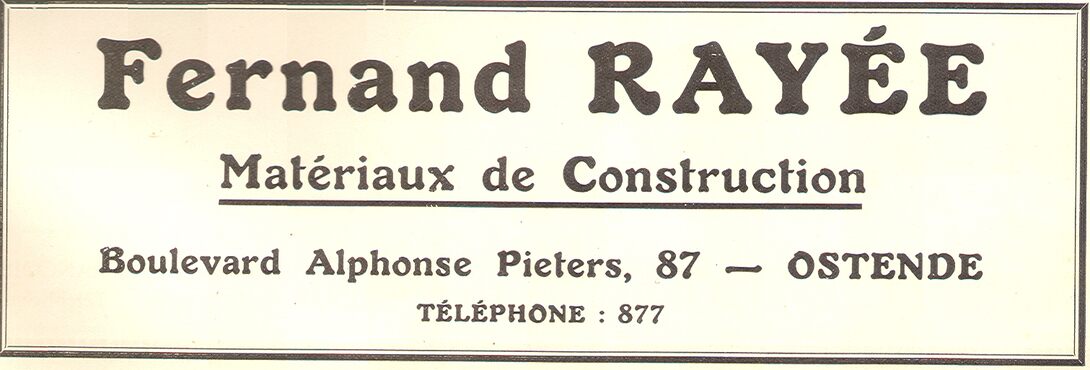 Fernand RAYÉE
Matériaux de Construction
Boulevard Alphonse Pieters, 87 — OSTENDE
TÉLÉPHONE : 877